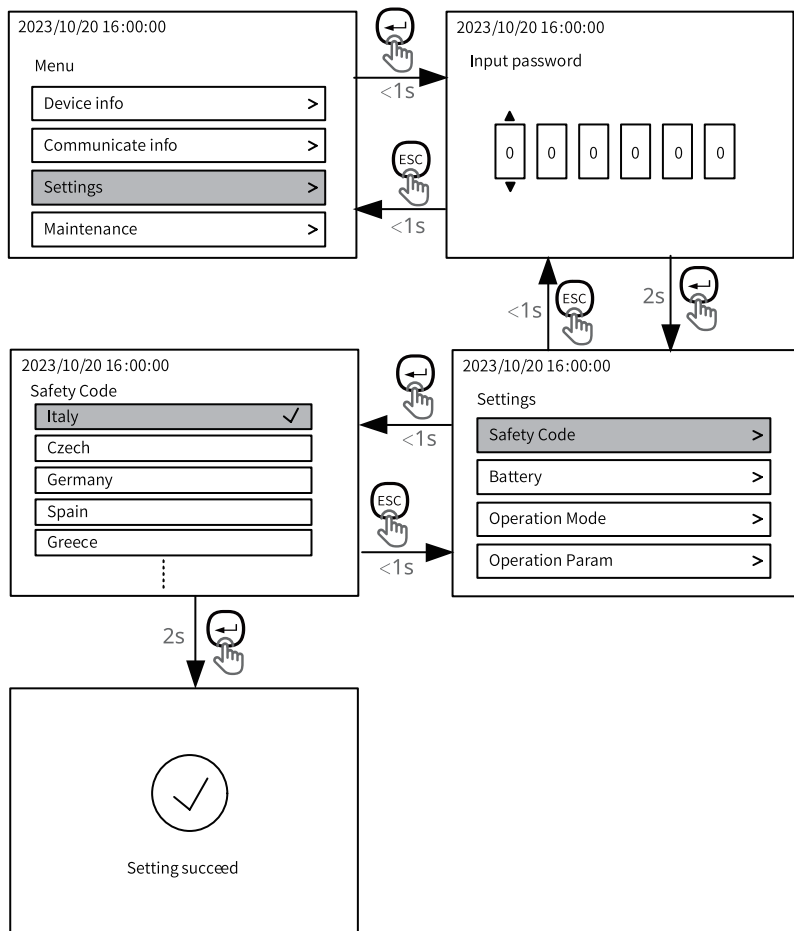 2023/10/20 16:00:00
Menu
Device info >
Communicate info >
Settings >
Maintenance >
<1s
ESC
<1s
2023/10/20 16:00:00
Input password
0 0 0 0 0 0
<1s
ESC
2s
2023/10/20 16:00:00
Safety Code
Italy
Czech
Germany
Spain
Greece
<1s
ESC
<1s
2023/10/20 16:00:00
Settings
Safety Code >
Battery >
Operation Mode >
Operation Param >
2s
Setting succeed